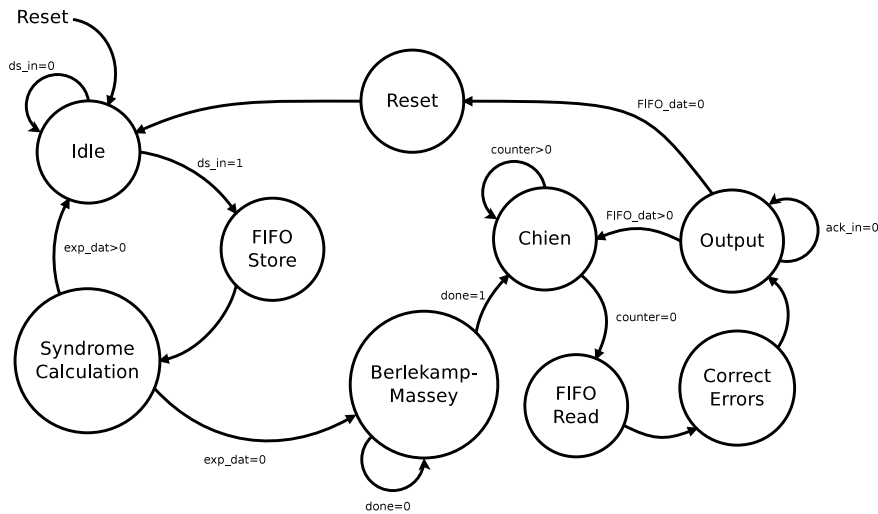 Reset
ds_in=0
Idle
ds_in=1
FIFO
Store
exp_dat>0
Syndrome
Calculation
exp_dat=0
Reset
FIFO_dat=0
counter>0
Chien
FIFO_dat>0
Output
ack_in=0
done=1
counter=0
Berlekamp-
Massey
done=0
FIFO
Read
Correct
Errors